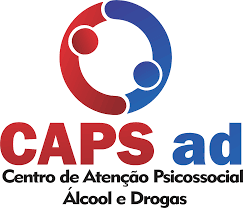 CAPS ad
Centro de Atenção Psicossocial
Álcool e Drogas